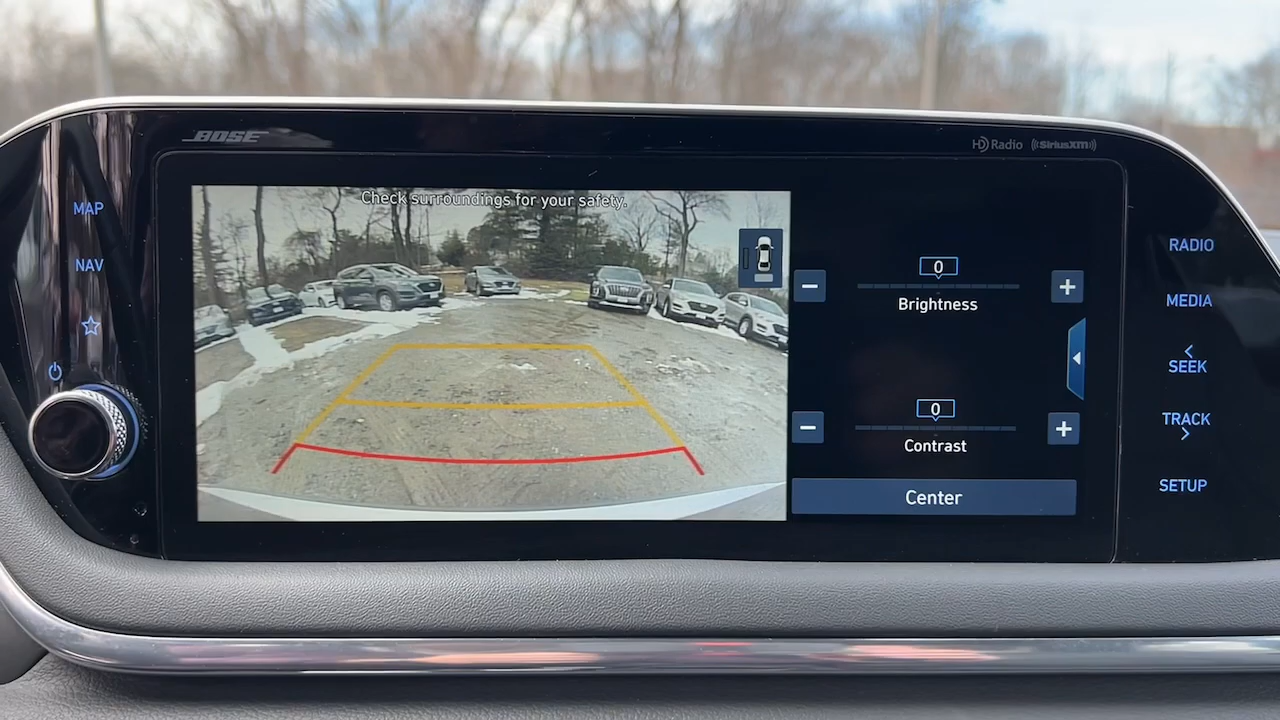 BOSE
HD Radio
((SiriusXM))
MAP
NAV
Check surroundings for your safety.
0
Brightness
0
Contrast
Center
RADIO
MEDIA
SEEK
TRACK
SETUP